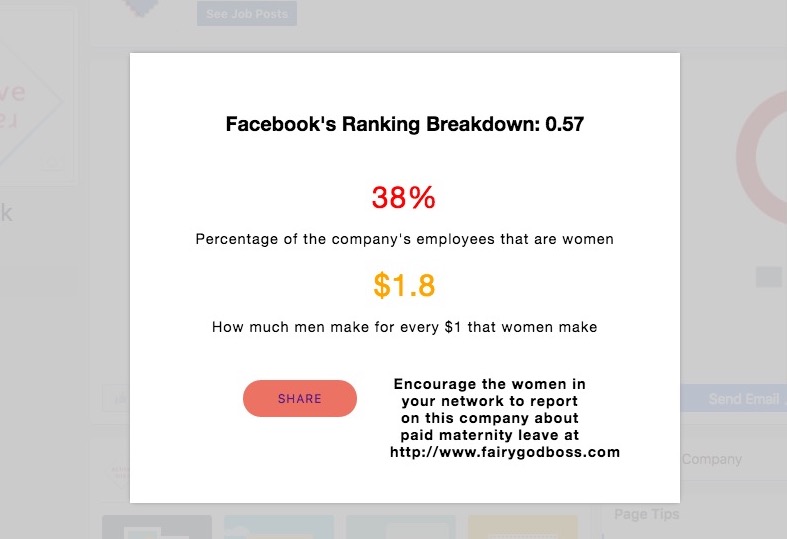 See Job Posts
Facebook's Ranking Breakdown: 0.57
38%
Percentage of the company's employees that are women
$1.8
How much men make for every $1 that women make
SHARE
Encourage the women in
your network to report
on this company about
paid maternity leave at
http://www.fairygodboss.com
Send Email
Company
Page Tips